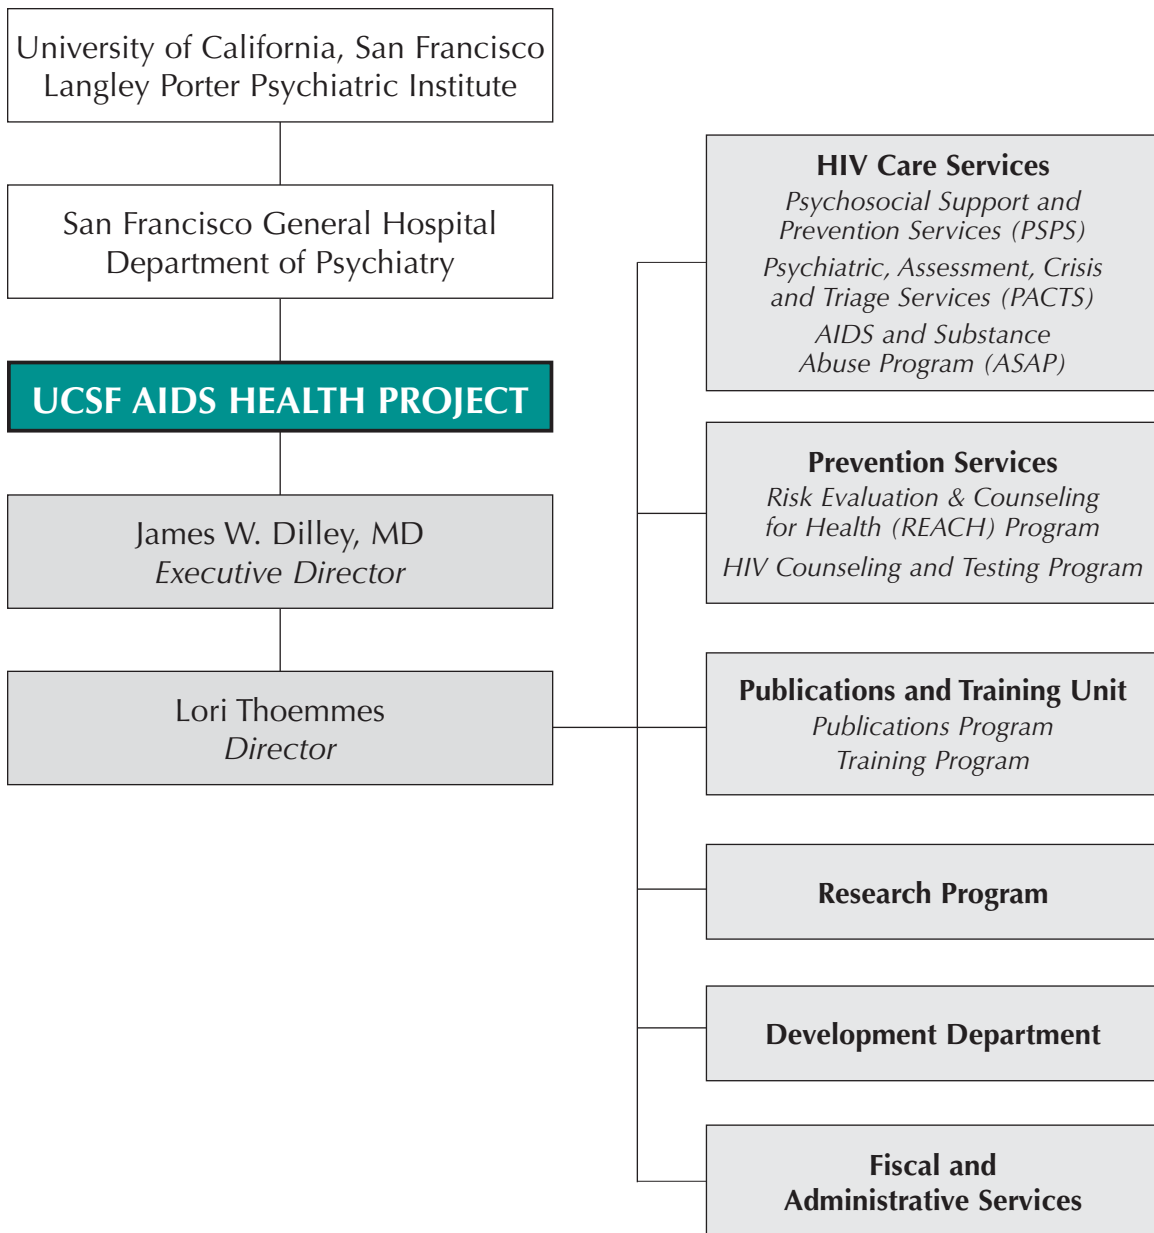 University of California, San Francisco
Langley Porter Psychiatric Institute
San Francisco General Hospital
Department of Psychiatry
UCSF AIDS HEALTH PROJECT
James W. Dilley, MD
Executive Director
Lori Thoemmes
Director
HIV Care Services
Psychosocial Support and
Prevention Services (PSPS)
Psychiatric, Assessment, Crisis
and Triage Services (PACTS)
AIDS and Substance
Abuse Program (ASAP)
Prevention Services
Risk Evaluation & Counseling
for Health (REACH) Program
HIV Counseling and Testing Program
Publications and Training Unit
Publications Program
Training Program
Research Program
Development Department
Fiscal and
Administrative Services